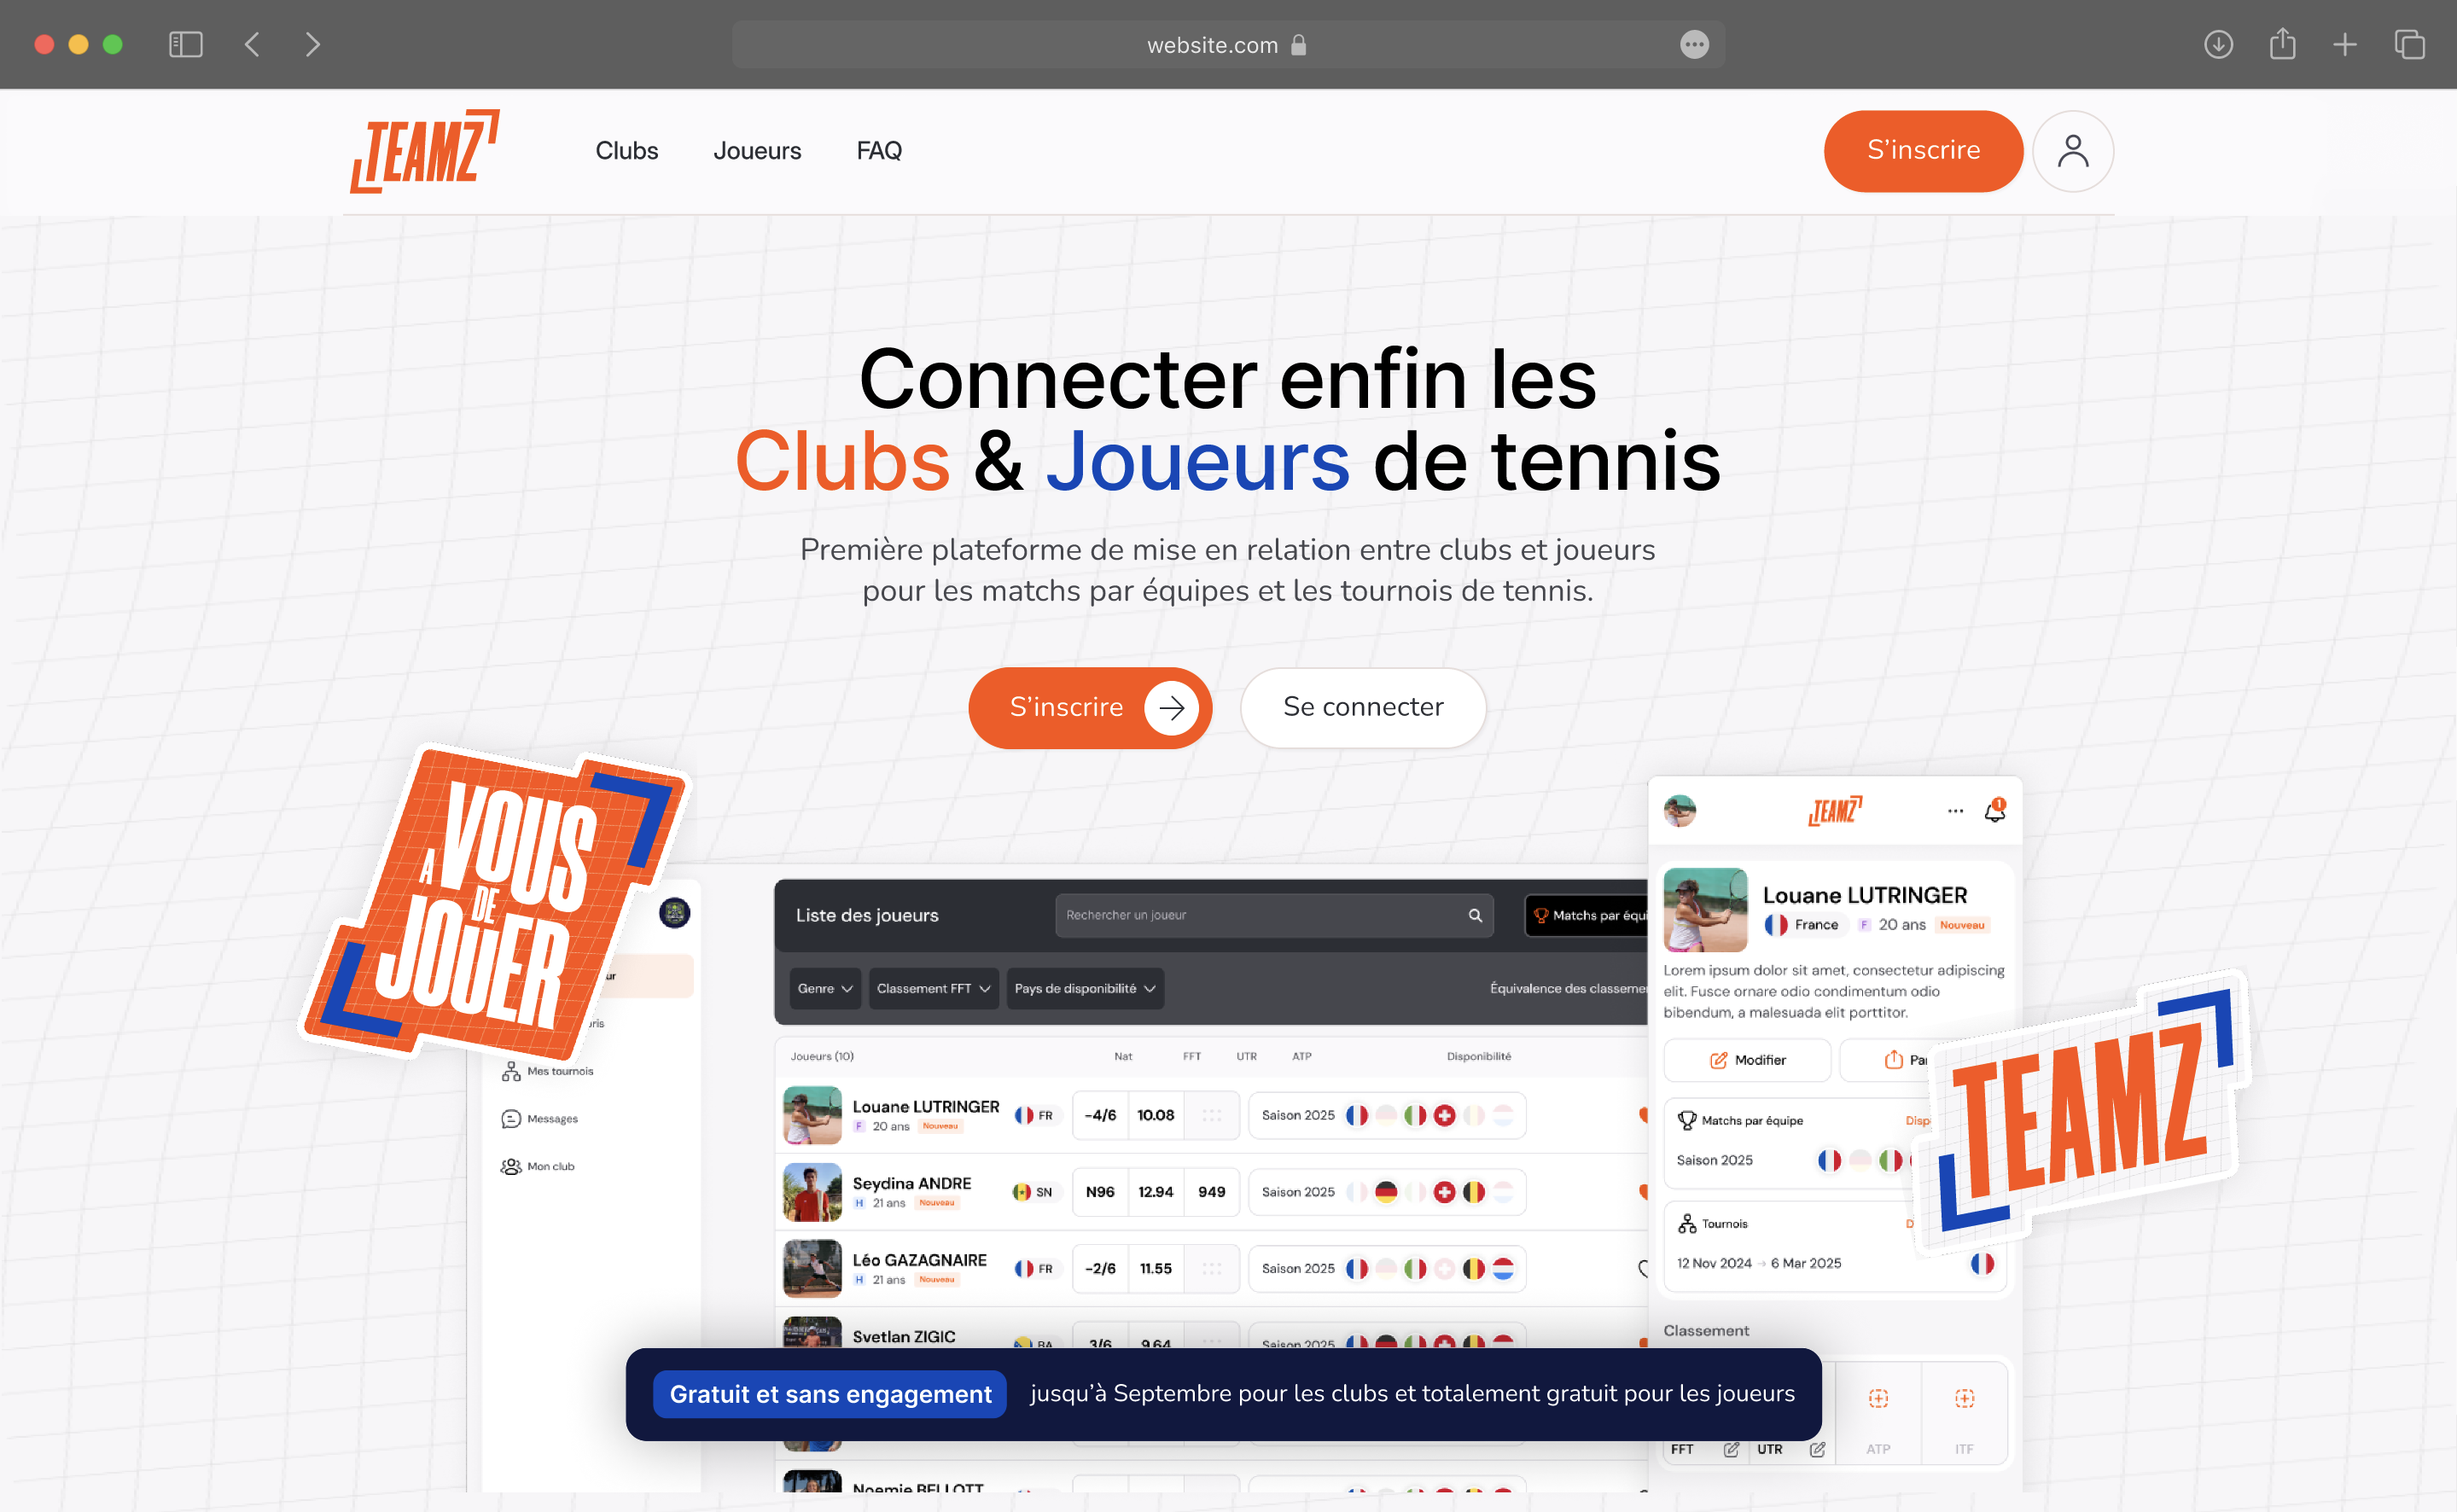 website.com
TEAMZ
Clubs
Joueurs
FAQ
S'inscrire
Connecter enfin les
Clubs & Joueurs de tennis
Première plateforme de mise en relation entre clubs et joueurs
pour les matchs par équipes et les tournois de tennis.
S'inscrire
Se connecter
A VOUS
DE
JOUER
Mes tournois
Messages
Mon club
Liste des joueurs
Rechercher un joueur
Matchs par équi
Genre
Classement FFT
Pays de disponibilité
Équivalence des classeme
Joueurs (10)
Nat
FFT
UTR
ATP
Disponibilité
Louane LUTRINGER
F 20 ans Nouveau
FR
-4/6
10.08
Saison 2025
Seydina ANDRE
H 21 ans Nouveau
SN
N96
12.94
949
Saison 2025
Léo GAZAGNAIRE
H 21 ans Nouveau
FR
-2/6
11.55
Saison 2025
Svetlan ZIGIC
BA
3/6
9.64
Saison 2025
Noemie BELLOTT
TEAMZ
1
Louane LUTRINGER
France
F 20 ans
Nouveau
Lorem ipsum dolor sit amet, consectetur adipiscing
elit. Fusce ornare odio condimentum odio
bibendum, a malesuada elit porttitor.
Modifier
Par
Matchs par équipe
Disp
Saison 2025
Tournois
D
12 Nov 2024 → 6 Mar 2025
Classement
FFT
UTR
ATP
ITF
TEAMZ
Gratuit et sans engagement
jusqu'à Septembre pour les clubs et totalement gratuit pour les joueurs